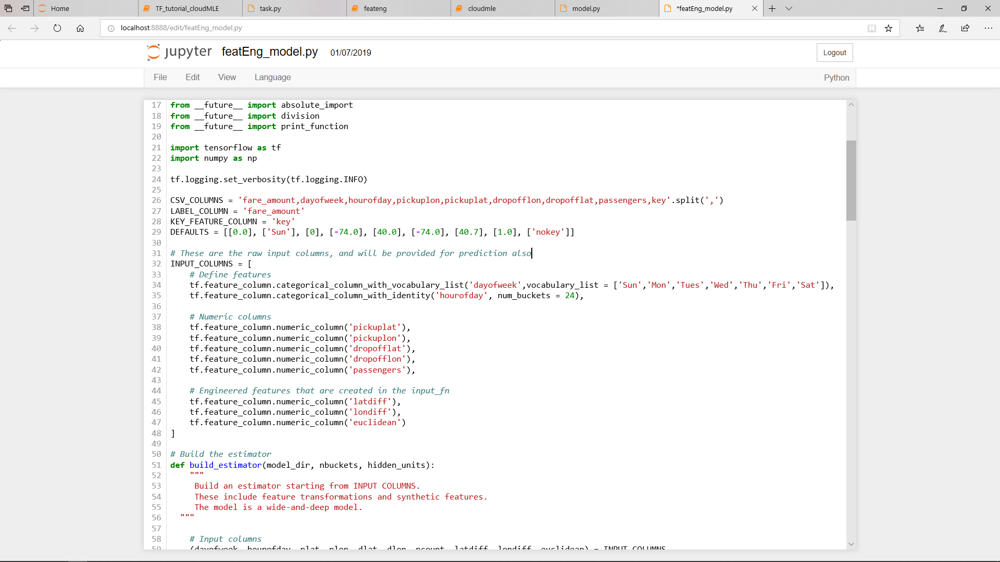 Home
TF_tutorial_cloudMLE
task.py
feateng
cloudmle
model.py
*featEng_model.py
localhost:8888/edit/featEng_model.py
jupyter featEng_model.py 01/07/2019
Logout
File Edit View Language
Python
17 from __future__ import absolute_import
18 from __future__ import division
19 from __future__ import print_function
20
21 import tensorflow as tf
22 import numpy as np
23
24 tf.logging.set_verbosity(tf.logging.INFO)
25
26 CSV_COLUMNS = 'fare_amount,dayofweek,hourofday,pickuplon,pickuplat,dropofflon,dropofflat,passengers,key'.split(',')
27 LABEL_COLUMN = 'fare_amount'
28 KEY_FEATURE_COLUMN = 'key'
29 DEFAULTS = [[0.0], ['Sun'], [0], [-74.0], [40.0], [-74.0], [40.7], [1.0], ['nokey']]
30
31 # These are the raw input columns, and will be provided for prediction also
32 INPUT_COLUMNS = [
33     # Define features
34     tf.feature_column.categorical_column_with_vocabulary_list('dayofweek',vocabulary_list = ['Sun','Mon','Tues','Wed','Thu','Fri','Sat']),
35     tf.feature_column.categorical_column_with_identity('hourofday', num_buckets = 24),
36
37     # Numeric columns
38     tf.feature_column.numeric_column('pickuplat'),
39     tf.feature_column.numeric_column('pickuplon'),
40     tf.feature_column.numeric_column('dropofflat'),
41     tf.feature_column.numeric_column('dropofflon'),
42     tf.feature_column.numeric_column('passengers'),
43
44     # Engineered features that are created in the input_fn
45     tf.feature_column.numeric_column('latdiff'),
46     tf.feature_column.numeric_column('londiff'),
47     tf.feature_column.numeric_column('euclidean')
48 ]
49
50 # Build the estimator
51 def build_estimator(model_dir, nbuckets, hidden_units):
52     """
53      Build an estimator starting from INPUT COLUMNS.
54      These include feature transformations and synthetic features.
55      The model is a wide-and-deep model.
56   """
57
58     # Input columns
59     (dayofweek, hourofday, plat, plon, dlat, dlon, pcount, latdiff, londiff, euclidean) = INPUT_COLUMNS